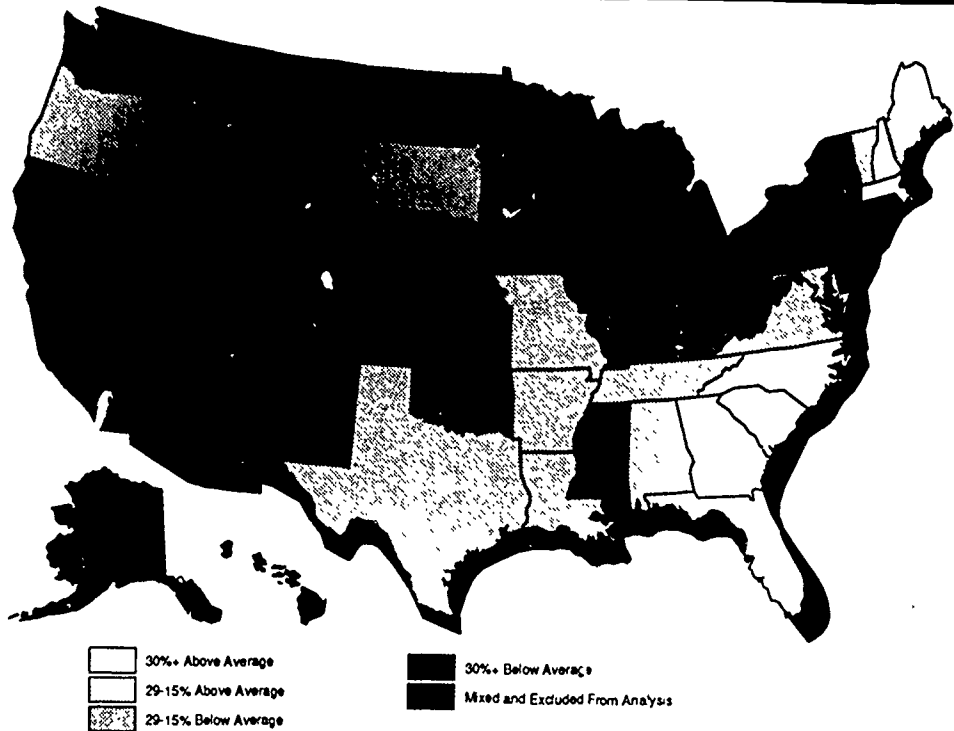 30%+ Above Average
29-15% Above Average
29-15% Below Average
30%+ Below Average
Mixed and Excluded From Analysis